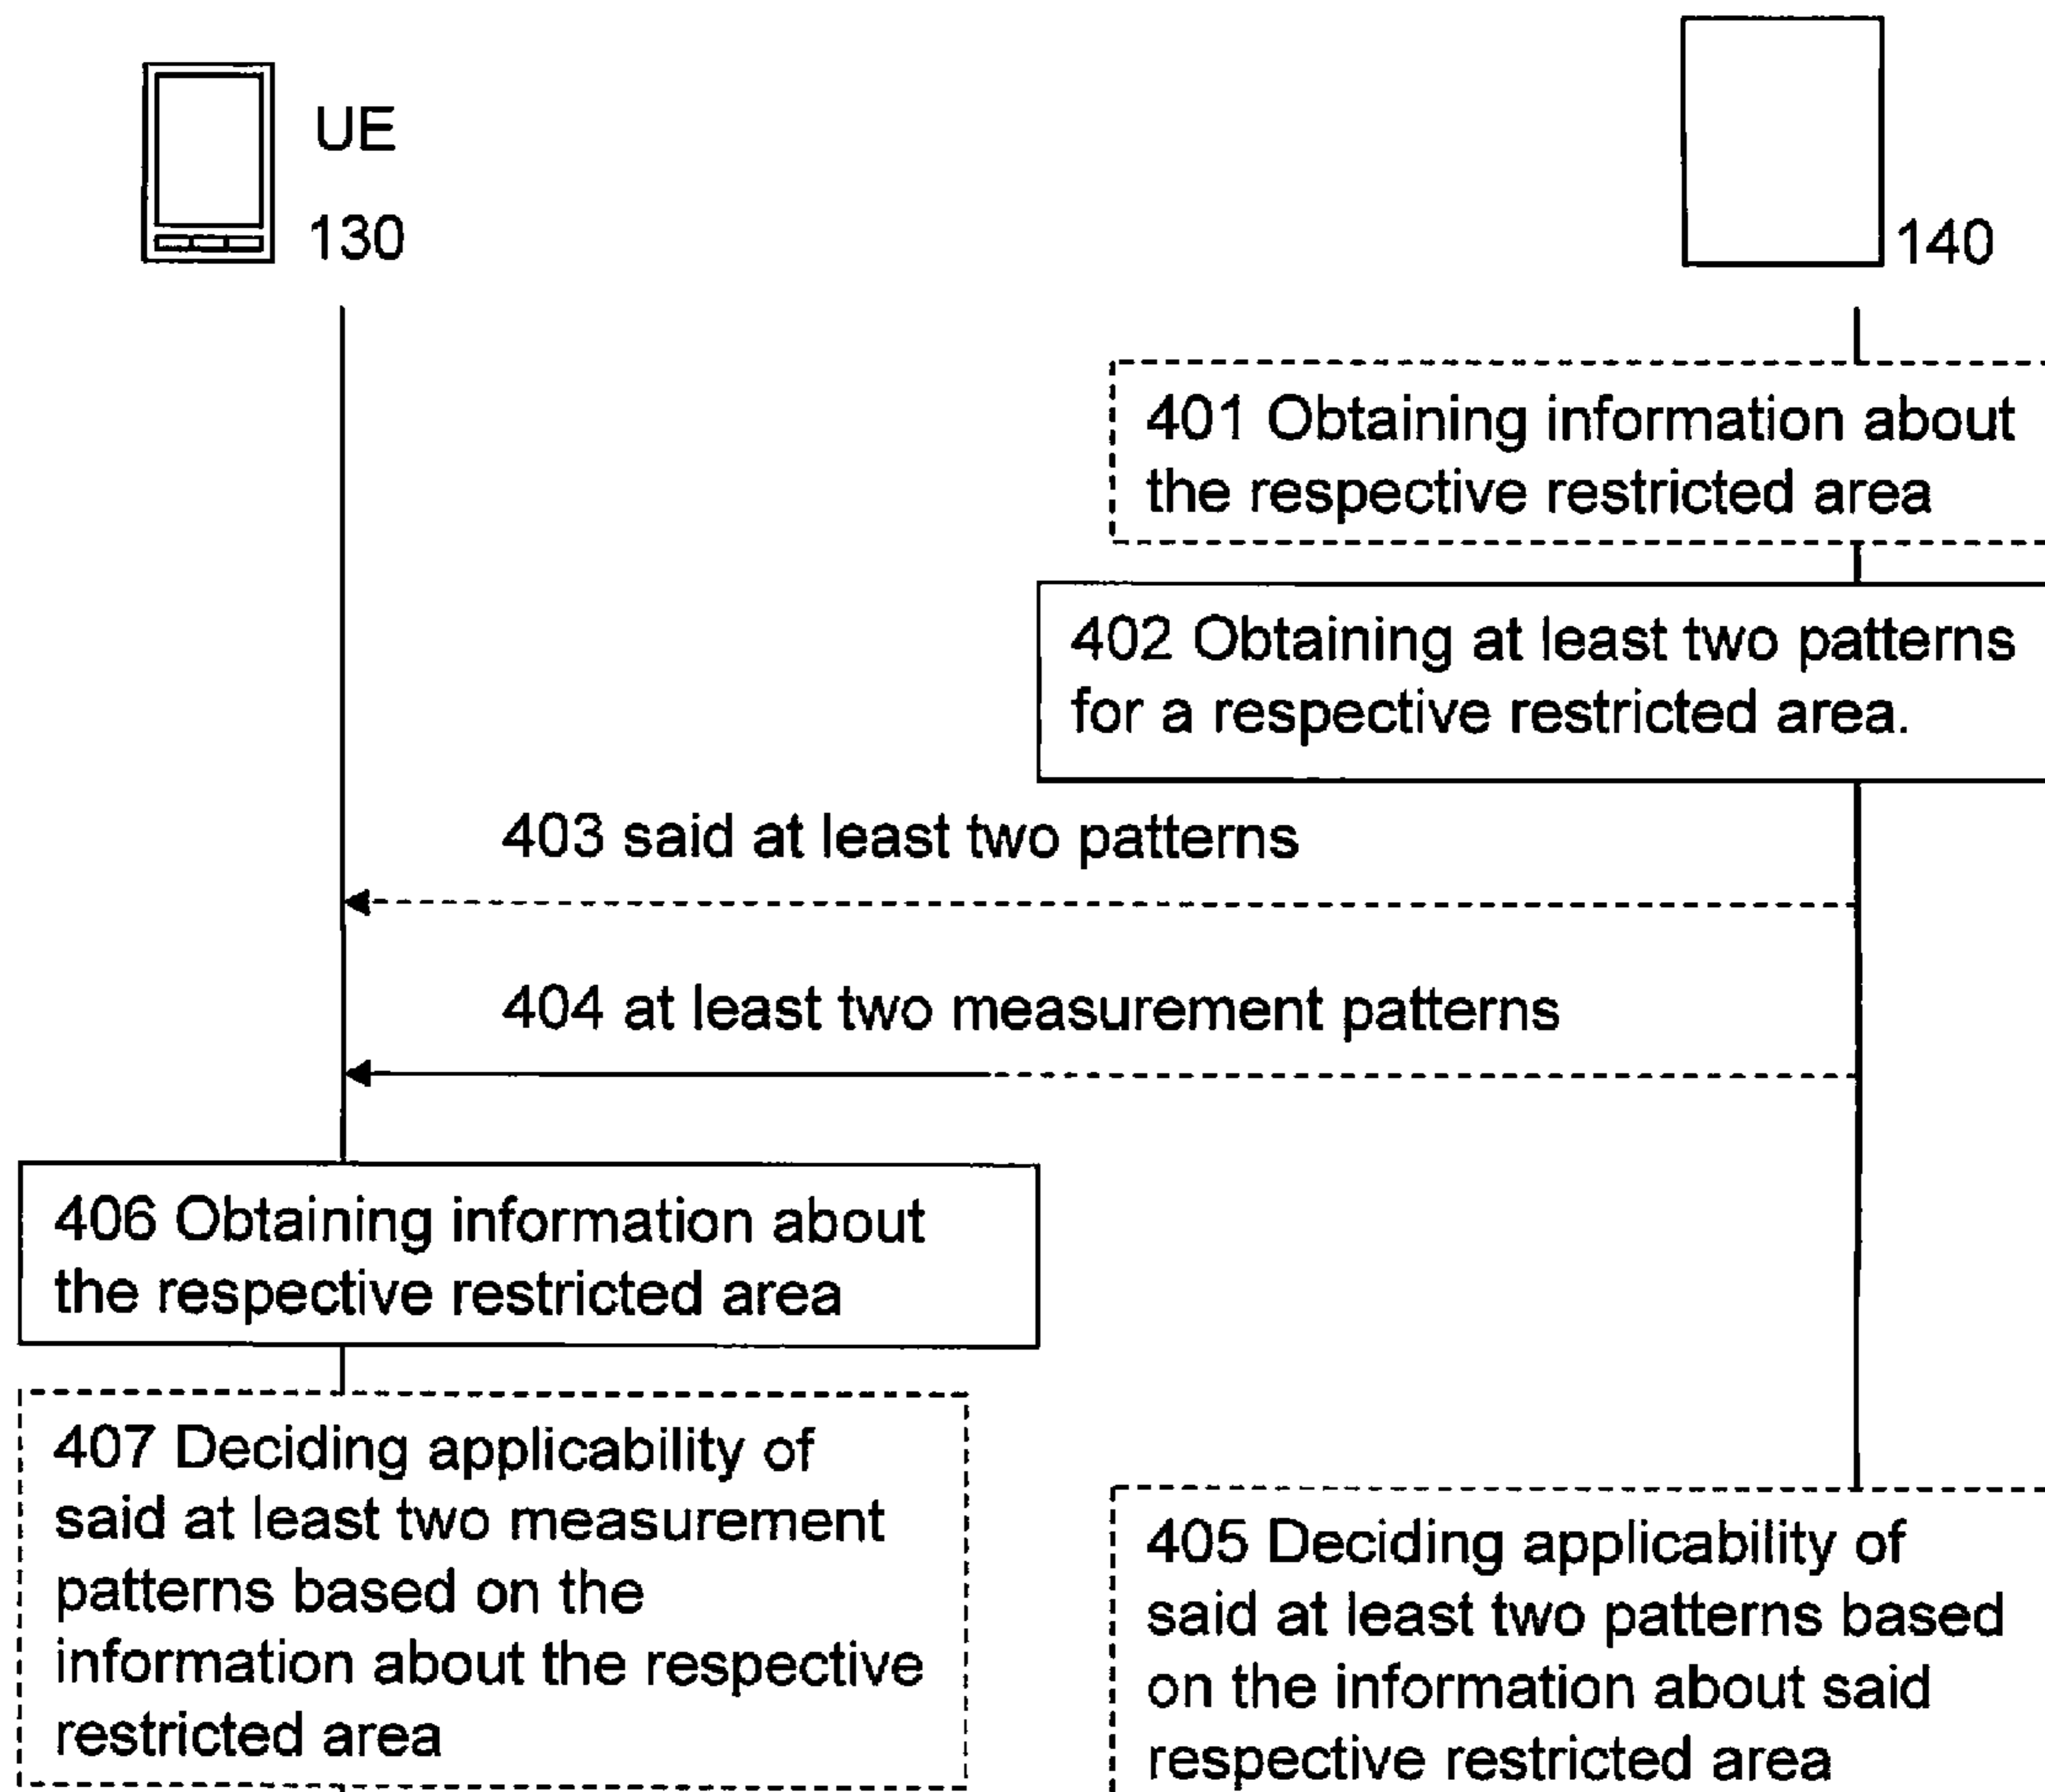 UE
130
140
401 Obtaining information about
the respective restricted area
402 Obtaining at least two patterns
for a respective restricted area.
403 said at least two patterns
404 at least two measurement patterns
406 Obtaining information about
the respective restricted area
407 Deciding applicability of
said at least two measurement
patterns based on the
information about the respective
restricted area
405 Deciding applicability of
said at least two patterns based
on the information about said
respective restricted area